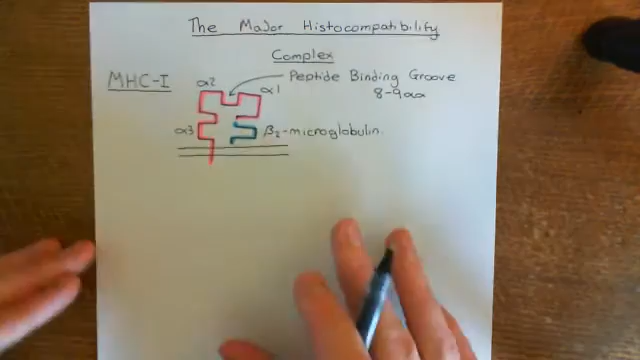 The Major Histocompatibility
Complex
MHC-I
α2
Peptide Binding Groove
α1
8-9aa
α3
β2-microglobulin